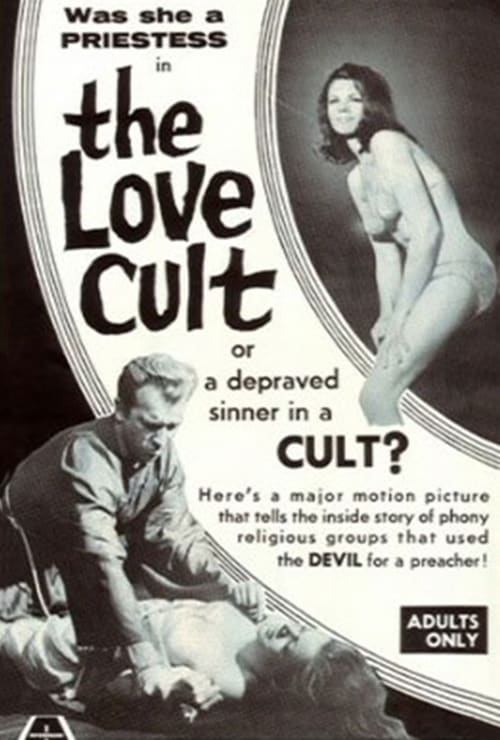 Was she a
PRIESTESS
in
the
Love
Cult
or
a depraved
sinner in a
CULT?
Here's a major motion picture
that tells the inside story of phony
religious groups that used
the DEVIL for a preacher!
ADULTS
ONLY